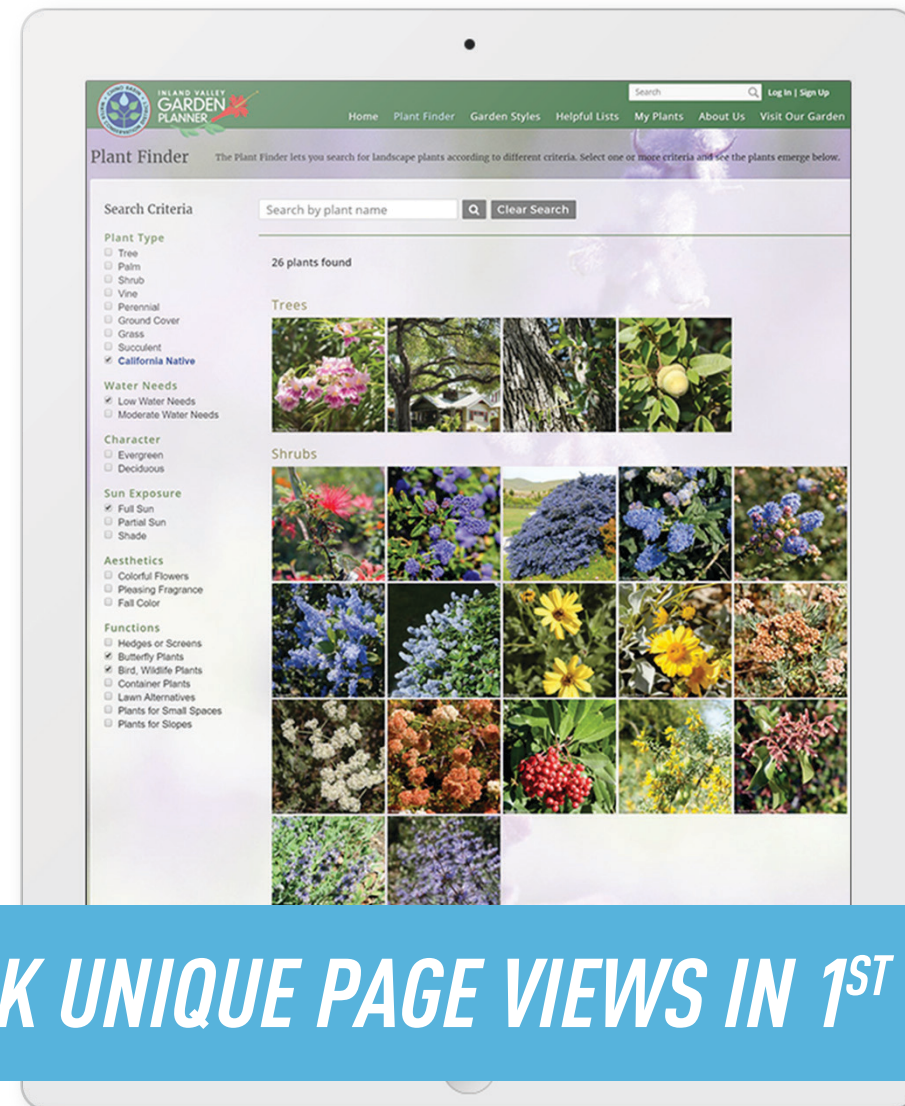 INLAND VALLEY
GARDEN
PLANNER
Search
Log In | Sign Up
Home Plant Finder Garden Styles Helpful Lists My Plants About Us Visit Our Garden
Plant Finder
The Plant Finder lets you search for landscape plants according to different criteria. Select one or more criteria and see the plants emerge below.
Search Criteria
Search by plant name
Clear Search
Plant Type
Tree
Palm
Shrub
Vine
Perennial
Ground Cover
Grass
Succulent
California Native
Water Needs
Low Water Needs
Moderate Water Needs
Character
Evergreen
Deciduous
Sun Exposure
Full Sun
Partial Sun
Shade
Aesthetics
Colorful Flowers
Pleasing Fragrance
Fall Color
Functions
Hedges or Screens
Butterfly Plants
Bird, Wildlife Plants
Container Plants
Lawn Alternatives
Plants for Small Spaces
Plants for Slopes
26 plants found
Trees
Shrubs
K UNIQUE PAGE VIEWS IN 1ST